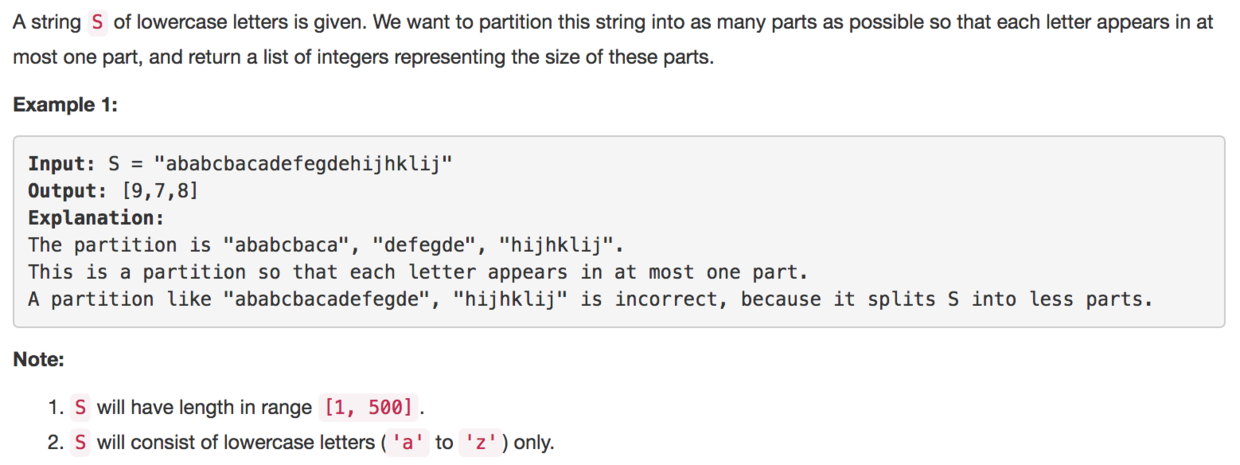 A string S of lowercase letters is given. We want to partition this string into as many parts as possible so that each letter appears in at
most one part, and return a list of integers representing the size of these parts.
Example 1:
Input: S = "ababcbacadefegdehijhklij"
Output: [9,7,8]
Explanation:
The partition is "ababcbaca", "defegde", "hijhklij".
This is a partition so that each letter appears in at most one part.
A partition like "ababcbacadefegde", "hijhklij" is incorrect, because it splits S into less parts.
Note:
1. S will have length in range [1, 500].
2. S will consist of lowercase letters ('a' to 'z') only.